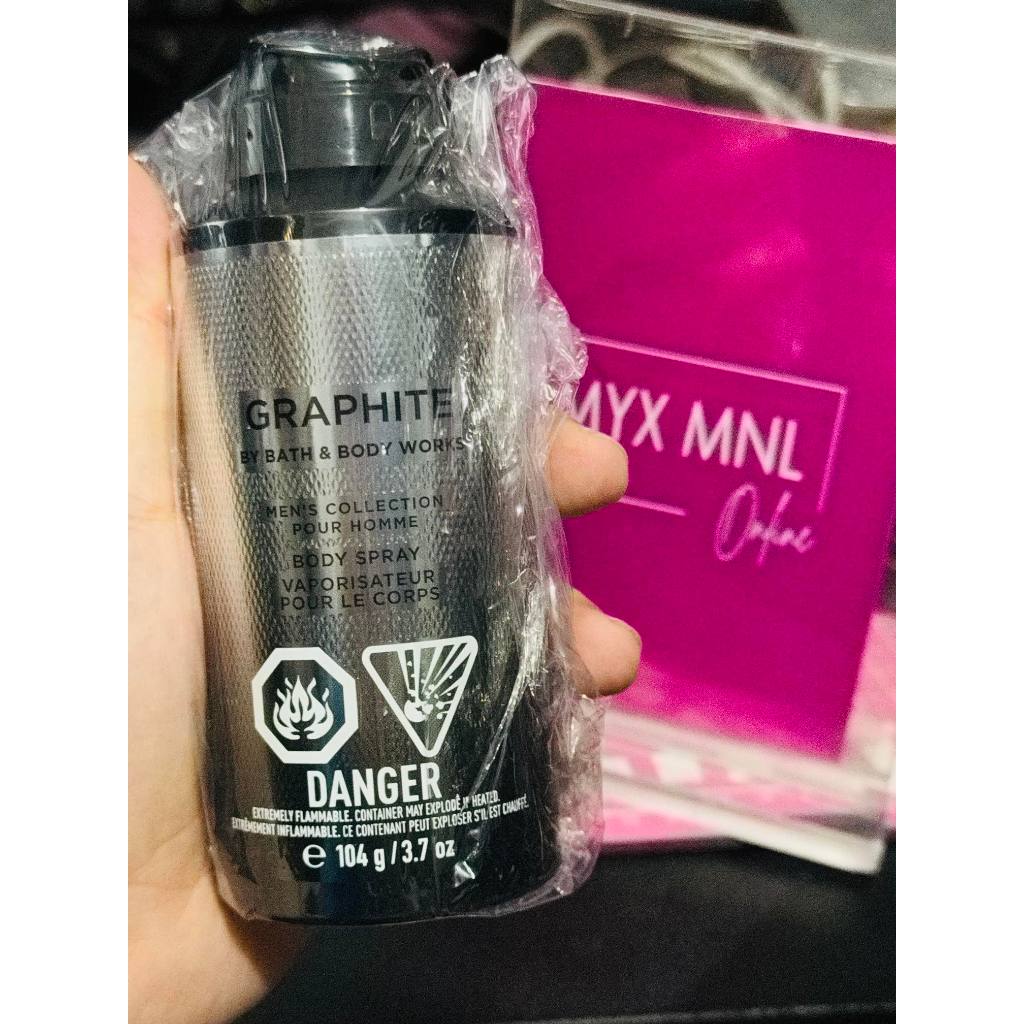 GRAPHITE
BY BATH & BODY WORKS
MEN'S COLLECTION
POUR HOMME
BODY SPRAY
VAPORISATEUR
POUR LE CORPS
DANGER
EXTREMELY FLAMMABLE. CONTAINER MAY EXPLODE IF HEATED.
EXTRÊMEMENT INFLAMMABLE. CE CONTENANT PEUT EXPLOSER S'IL EST CHAUFFÉ.
℮ 104 g / 3.7 oz
MYX MNL
Online